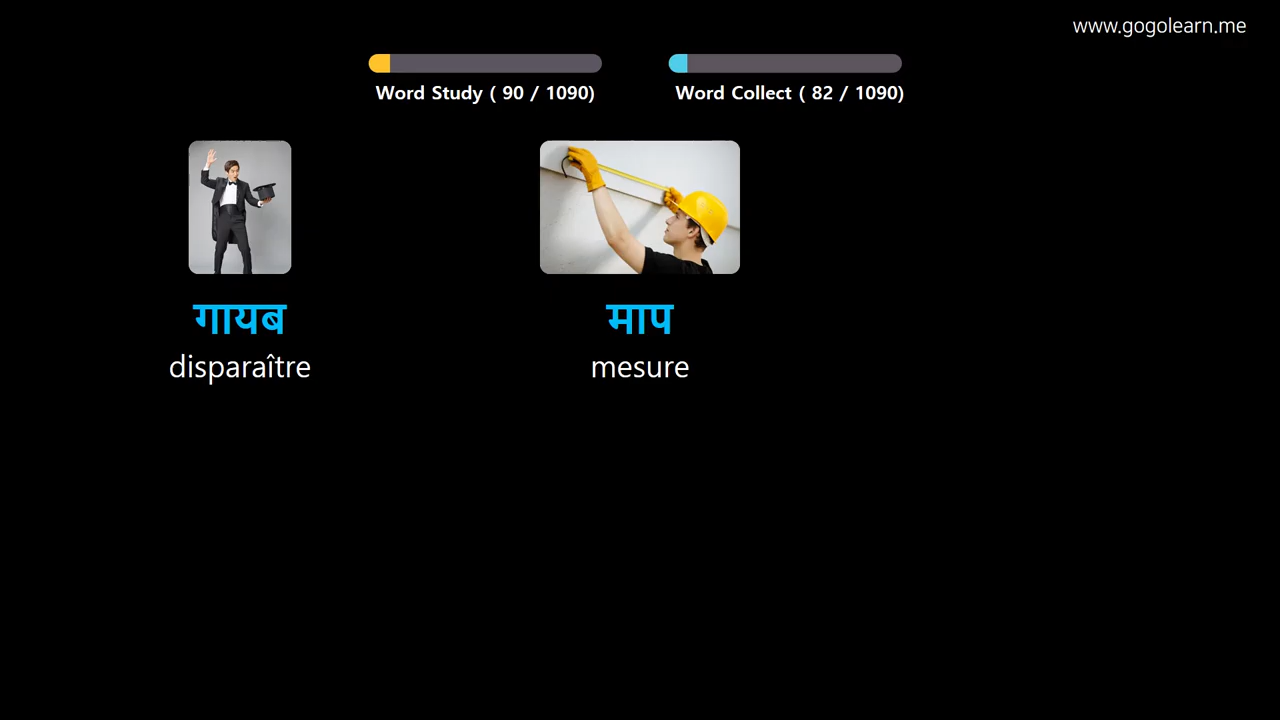 www.gogolearn.me
Word Study ( 90 / 1090)
Word Collect ( 82 / 1090)
गायब
माप
disparaître
mesure